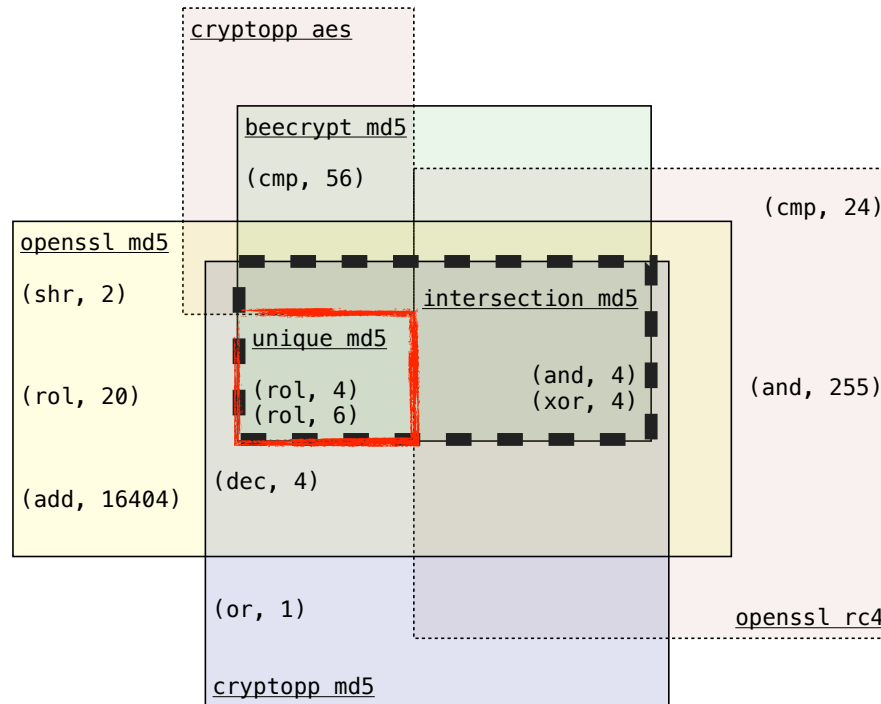 cryptopp aes
beecrypt md5
(cmp, 56)
(cmp, 24)
openssl md5
(shr, 2)
intersection md5
unique md5
(rol, 4)
(rol, 6)
(and, 4)
(xor, 4)
(rol, 20)
(and, 255)
(dec, 4)
(add, 16404)
(or, 1)
openssl rc4
cryptopp md5